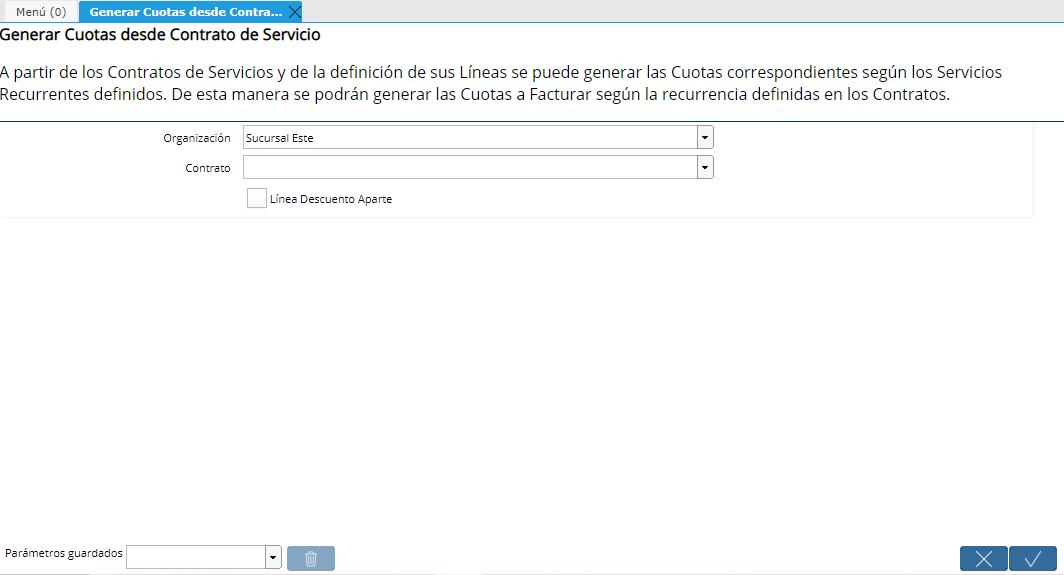 Menú (0)
Generar Cuotas desde Contra...
Generar Cuotas desde Contrato de Servicio
A partir de los Contratos de Servicios y de la definición de sus Líneas se puede generar las Cuotas correspondientes según los Servicios
Recurrentes definidos. De esta manera se podrán generar las Cuotas a Facturar según la recurrencia definidas en los Contratos.
Organización
Sucursal Este
Contrato
Línea Descuento Aparte
Parámetros guardados